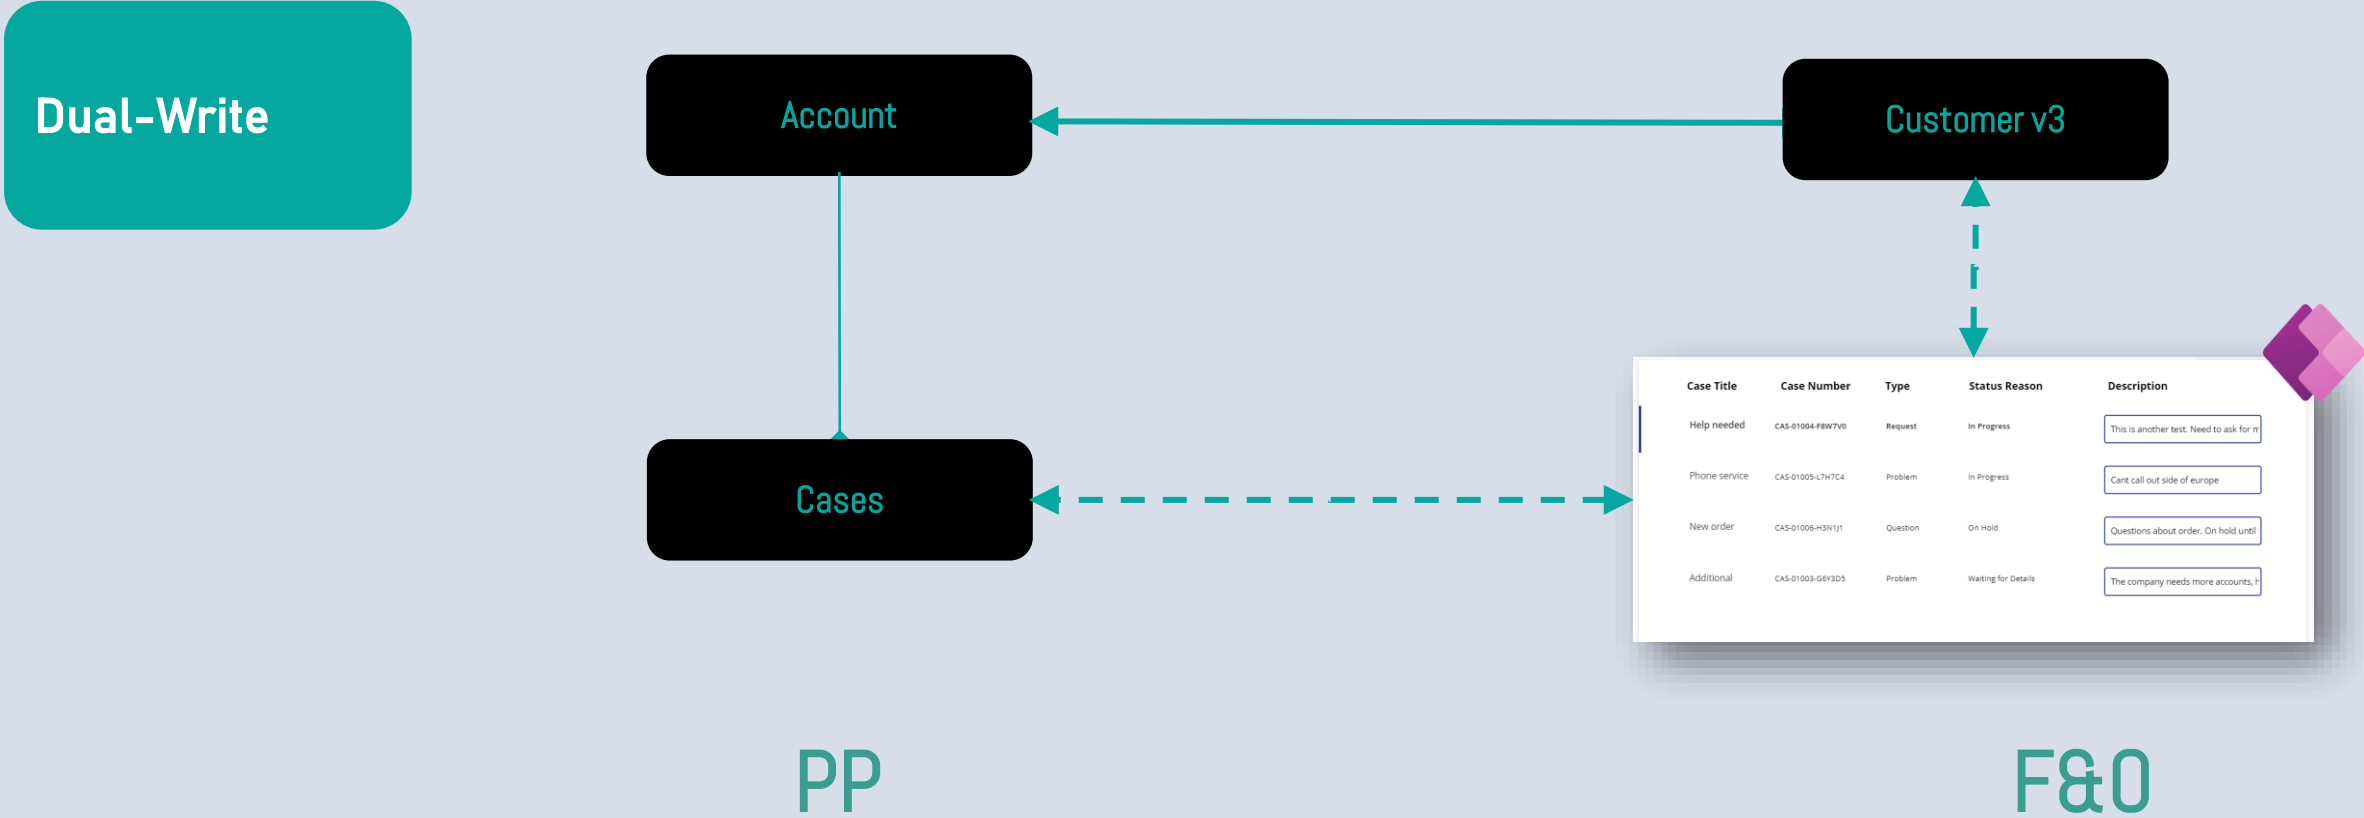 Dual-Write
Account
Customer v3
Case Title Case Number Type Status Reason Description
Help needed CAS-01004-F8W7V0 Request In Progress This is another test. Need to ask for
Phone service CAS-01005-L7H7C4 Problem In Progress Cant call out side of europe
New order CAS-01006-H3N1J1 Question On Hold Questions about order. On hold until
Additional CAS-01003-G6Y3D5 Problem Waiting for Details The company needs more accounts,
Cases
PP
F&O